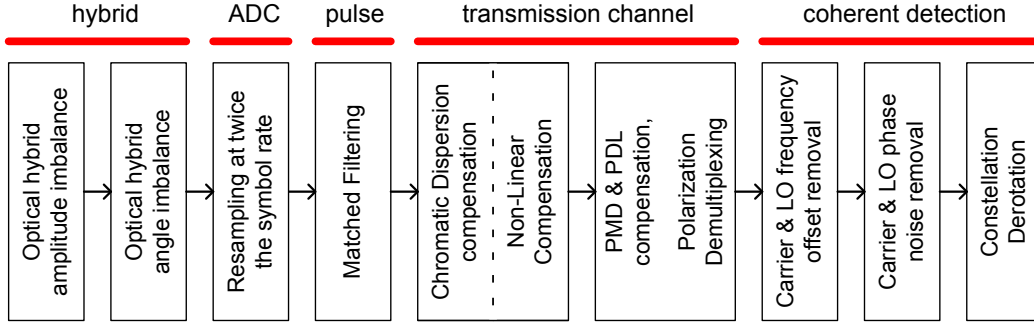 hybrid
ADC
pulse
transmission channel
coherent detection
Optical hybrid
amplitude imbalance
Optical hybrid
angle imbalance
Resampling at twice
the symbol rate
Matched Filtering
Chromatic Dispersion
compensation
Non-Linear
Compensation
PMD & PDL
compensation,
Polarization
Demultiplexing
Carrier & LO frequency
offset removal
Carrier & LO phase
noise removal
Constellation
Derotation